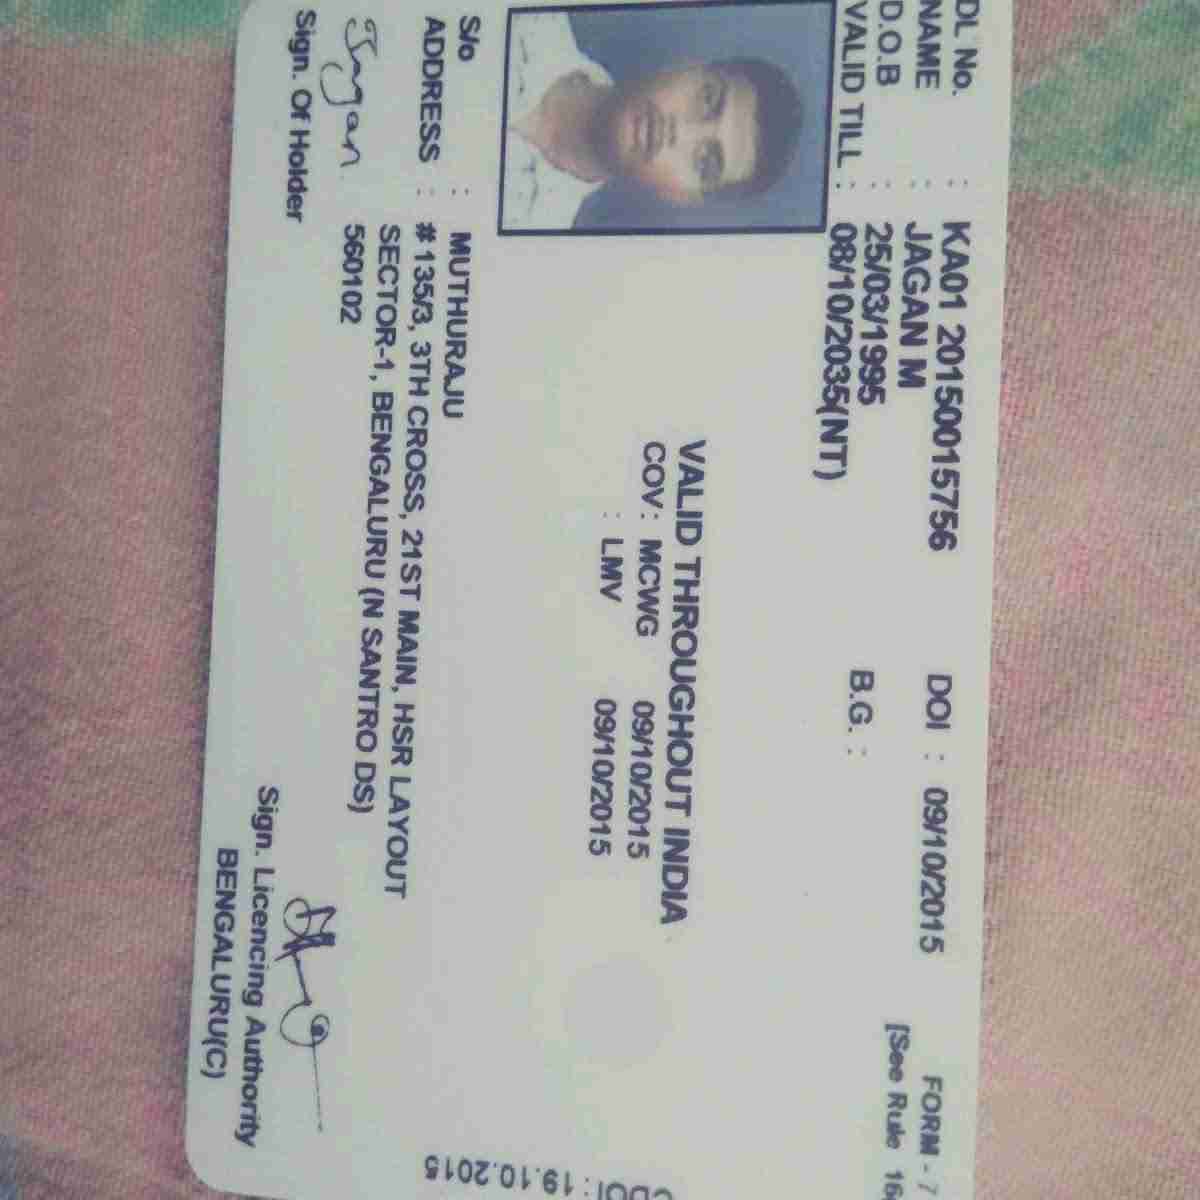 DL No. : KA01 20150015756 DOI : 09/10/2015 FORM - 7
NAME : JAGAN M [See Rule 16
D.O.B : 25/03/1995 B.G. :
VALID TILL : 08/10/2035(NT)
VALID THROUGHOUT INDIA
COV : MCWG 09/10/2015
: LMV 09/10/2015
CDOI : 19.10.2015
S/o : MUTHURAJU
ADDRESS : # 135/3, 3TH CROSS, 21ST MAIN, HSR LAYOUT
SECTOR-1, BENGALURU (N SANTRO DS)
560102
Jagan
Sign. Of Holder
Sign. Licencing Authority
BENGALURU(C)